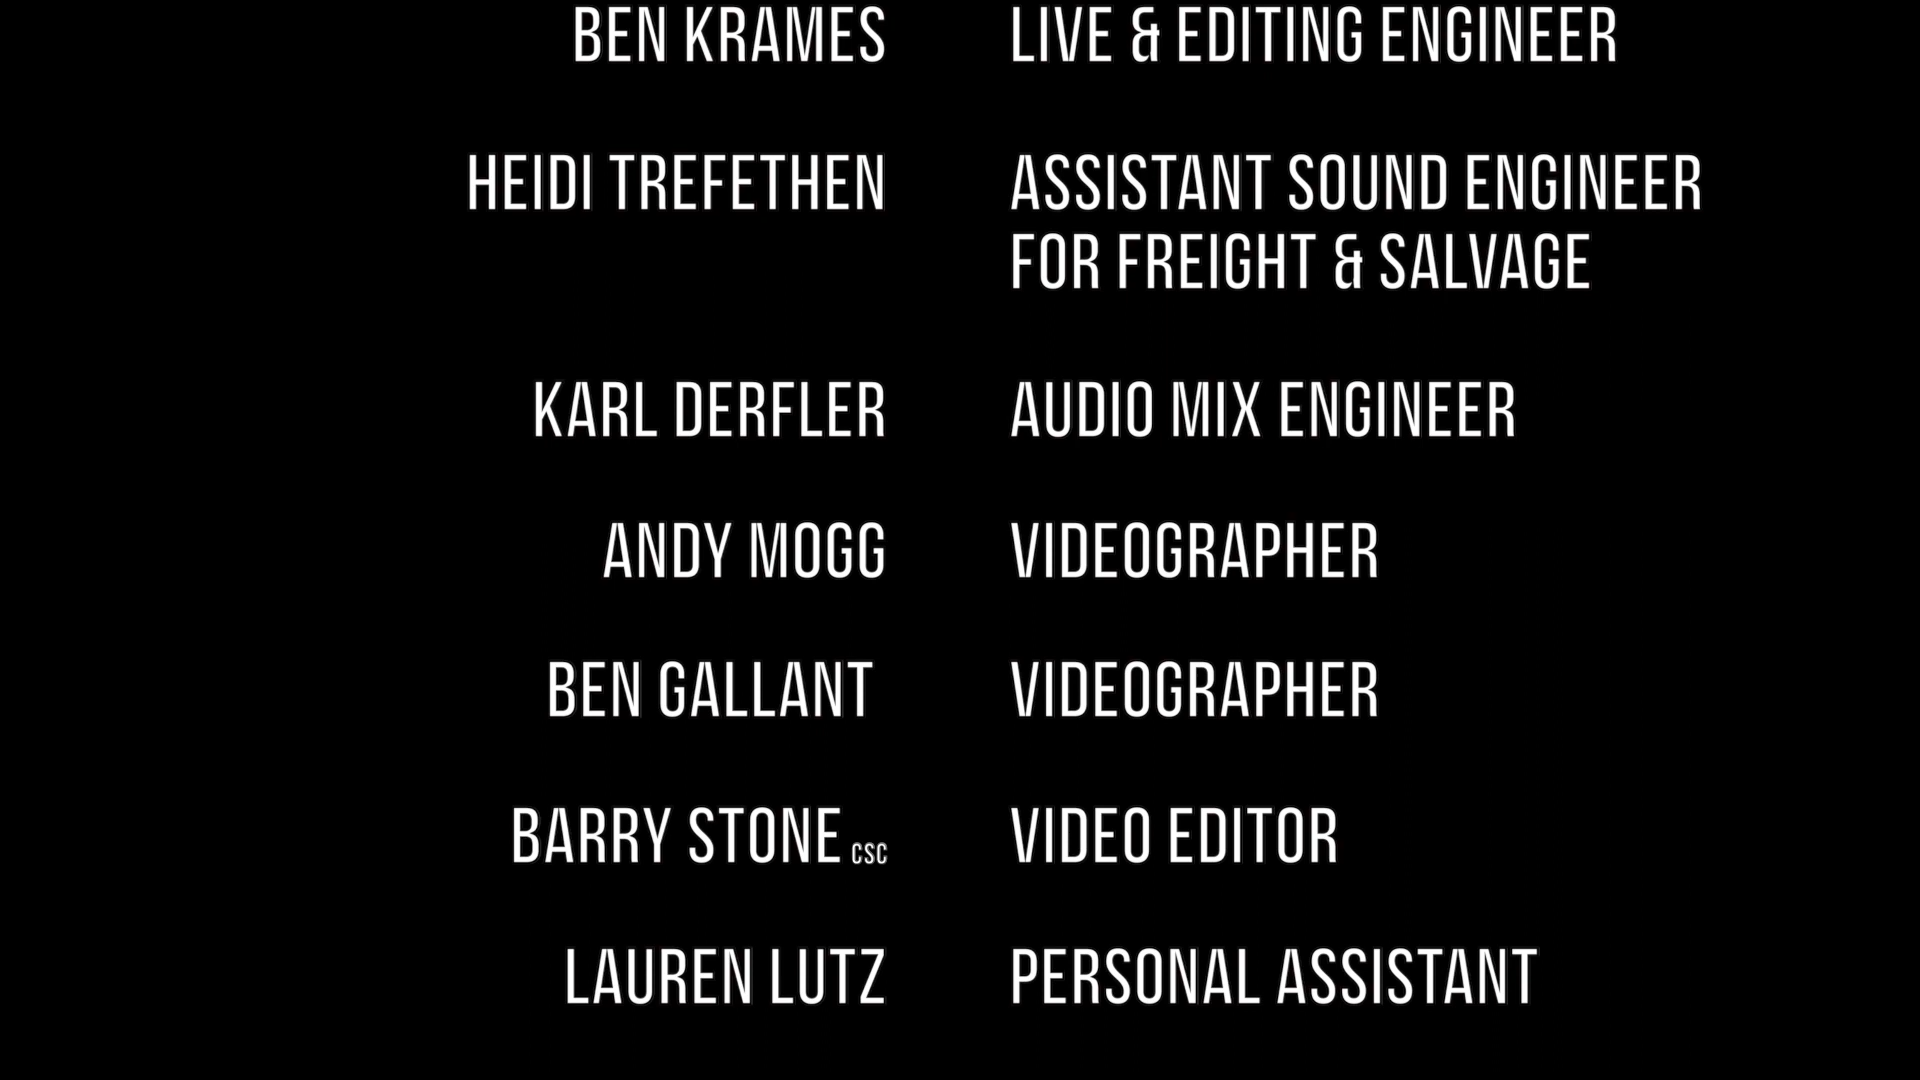 BEN KRAMES LIVE & EDITING ENGINEER
HEIDI TREFETHEN ASSISTANT SOUND ENGINEER
FOR FREIGHT & SALVAGE
KARL DERFLER AUDIO MIX ENGINEER
ANDY MOGG VIDEOGRAPHER
BEN GALLANT VIDEOGRAPHER
BARRY STONE CSC VIDEO EDITOR
LAUREN LUTZ PERSONAL ASSISTANT